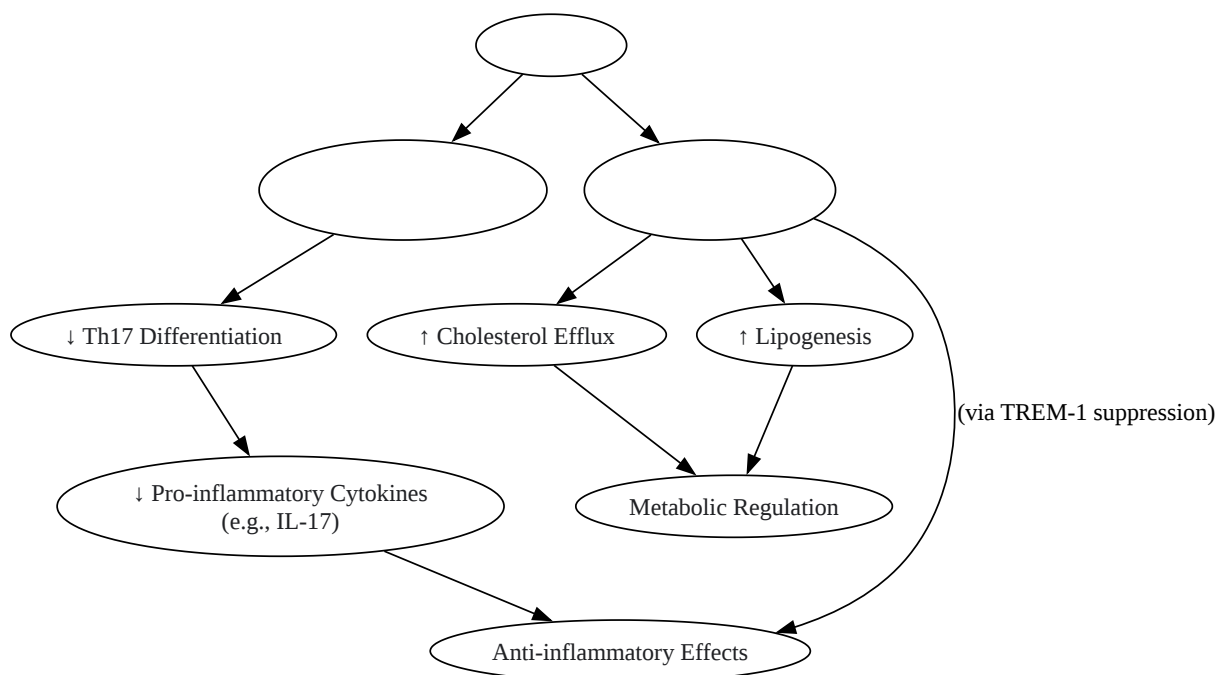 ↓ Th17 Differentiation
↑ Cholesterol Efflux
↑ Lipogenesis
(via TREM-1 suppression)
↓ Pro-inflammatory Cytokines
(e.g., IL-17)
Metabolic Regulation
Anti-inflammatory Effects